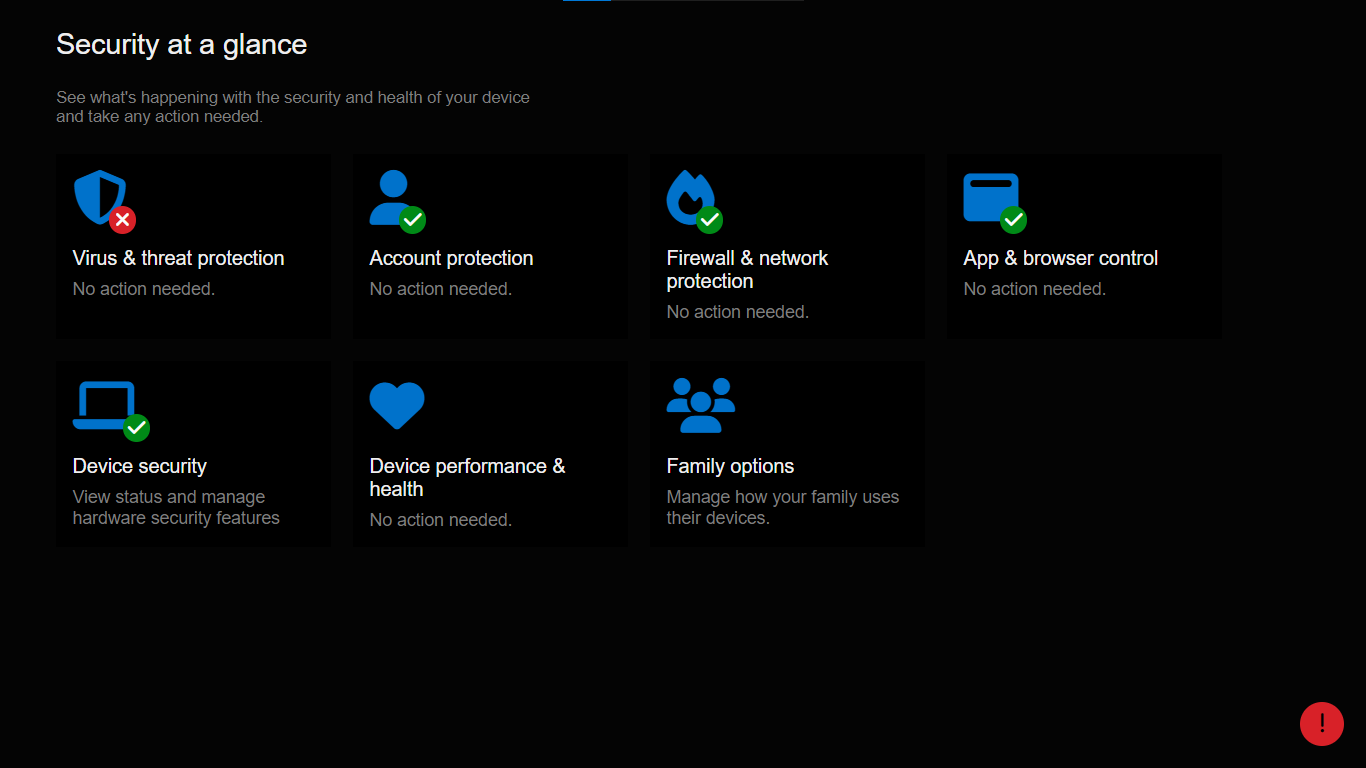 Security at a glance
See what's happening with the security and health of your device
and take any action needed.
Virus & threat protection
No action needed.
Account protection
No action needed.
Firewall & network
protection
No action needed.
App & browser control
No action needed.
Device security
View status and manage
hardware security features
Device performance &
health
No action needed.
Family options
Manage how your family uses
their devices.
!